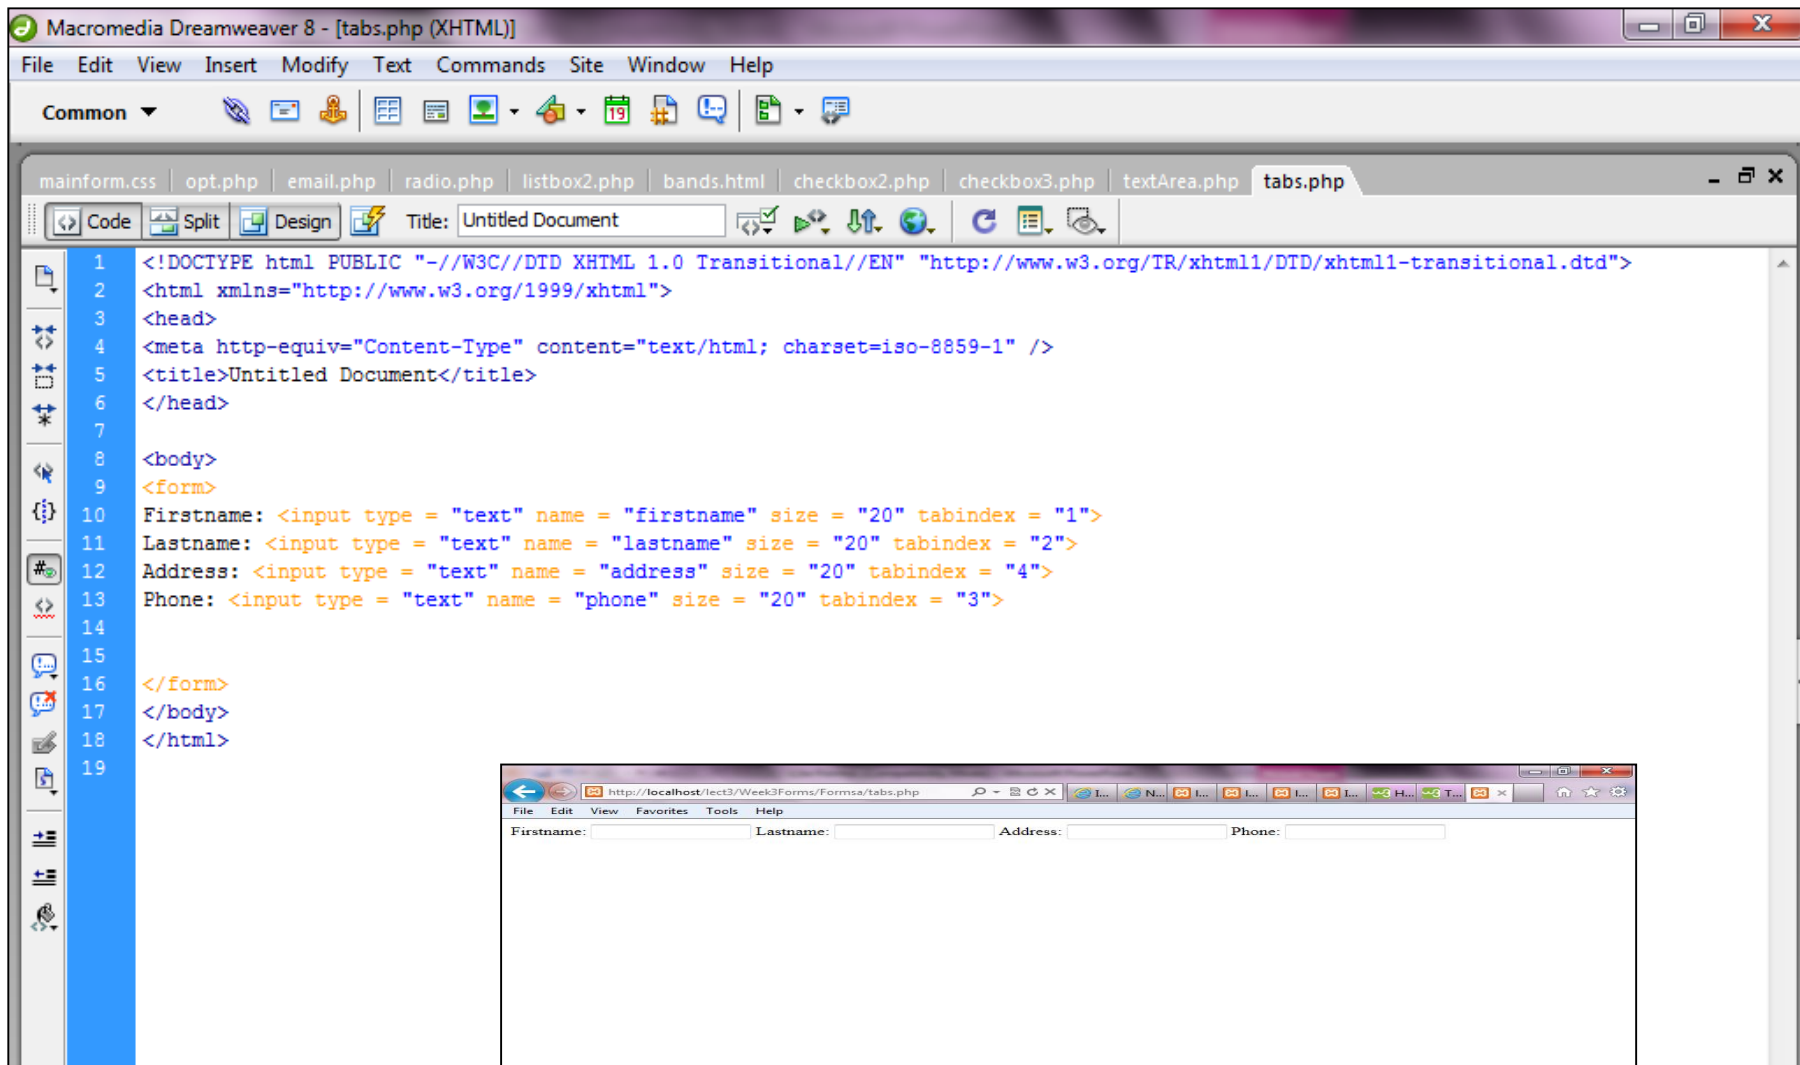 Macromedia Dreamweaver 8 - [tabs.php (XHTML)]
File Edit View Insert Modify Text Commands Site Window Help
Common
19
mainform.css opt.php email.php radio.php listbox2.php bands.html checkbox2.php checkbox3.php textArea.php tabs.php
Code Split Design Title: Untitled Document
1 <!DOCTYPE html PUBLIC "-//W3C//DTD XHTML 1.0 Transitional//EN" "http://www.w3.org/TR/xhtml1/DTD/xhtml1-transitional.dtd">
2 <html xmlns="http://www.w3.org/1999/xhtml">
3 <head>
4 <meta http-equiv="Content-Type" content="text/html; charset=iso-8859-1" />
5 <title>Untitled Document</title>
6 </head>
7
8 <body>
9 <form>
10 Firstname: <input type = "text" name = "firstname" size = "20" tabindex = "1">
11 Lastname: <input type = "text" name = "lastname" size = "20" tabindex = "2">
12 Address: <input type = "text" name = "address" size = "20" tabindex = "4">
13 Phone: <input type = "text" name = "phone" size = "20" tabindex = "3">
14
15
16 </form>
17 </body>
18 </html>
19
http://localhost/lect3/Week3Forms/Formsa/tabs.php I... N... I... I... I... I... H... T...
File Edit View Favorites Tools Help
Firstname: Lastname: Address: Phone: